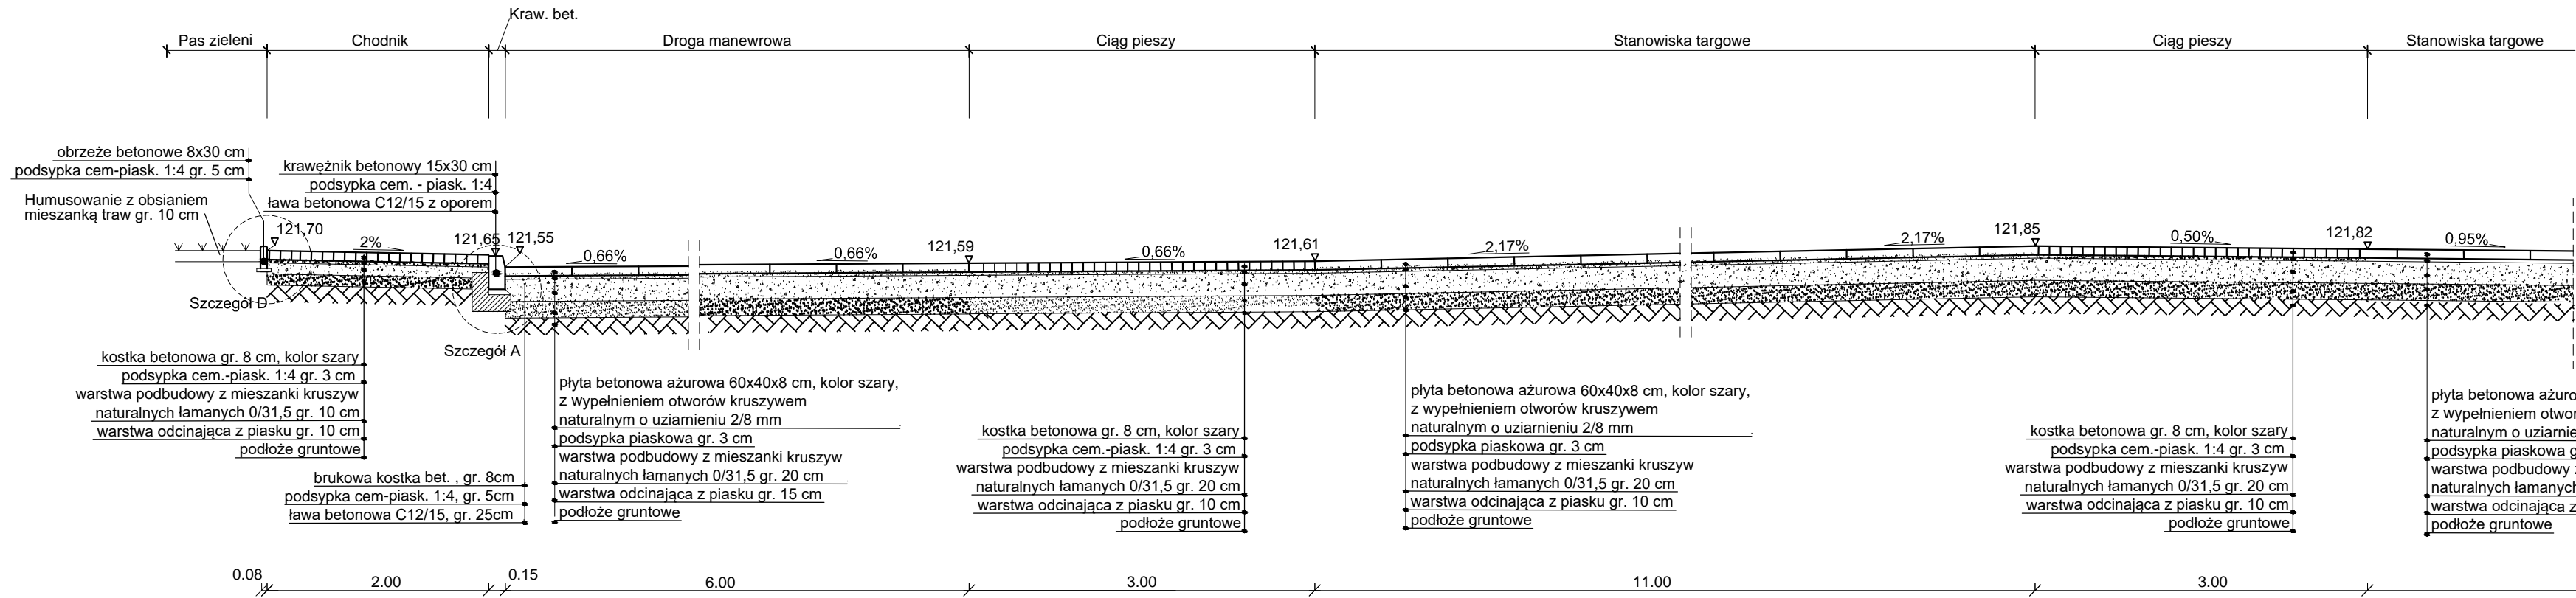 Kraw. bet.
Pas zieleni
Chodnik
Droga manewrowa
Ciąg pieszy
Stanowiska targowe
Ciąg pieszy
Stanowiska targowe
obrzeże betonowe 8x30 cm
podsypka cem-piask. 1:4 gr. 5 cm
Humusowanie z obsianiem
mieszanką traw gr. 10 cm
krawężnik betonowy 15x30 cm
podsypka cem. - piask. 1:4
ława betonowa C12/15 z oporem
121,70
2%
121,65
121,55
0,66%
0,66%
121,59
0,66%
121,61
2,17%
2,17%
121,85
0,50%
121,82
0,95%
Szczegół D
Szczegół A
kostka betonowa gr. 8 cm, kolor szary
podsypka cem.-piask. 1:4 gr. 3 cm
warstwa podbudowy z mieszanki kruszyw
naturalnych łamanych 0/31,5 gr. 10 cm
warstwa odcinająca z piasku gr. 10 cm
podłoże gruntowe
brukowa kostka bet. , gr. 8cm
podsypka cem-piask. 1:4, gr. 5cm
ława betonowa C12/15, gr. 25cm
płyta betonowa ażurowa 60x40x8 cm, kolor szary,
z wypełnieniem otworów kruszywem
naturalnym o uziarnieniu 2/8 mm
podsypka piaskowa gr. 3 cm
warstwa podbudowy z mieszanki kruszyw
naturalnych łamanych 0/31,5 gr. 20 cm
warstwa odcinająca z piasku gr. 15 cm
podłoże gruntowe
kostka betonowa gr. 8 cm, kolor szary
podsypka cem.-piask. 1:4 gr. 3 cm
warstwa podbudowy z mieszanki kruszyw
naturalnych łamanych 0/31,5 gr. 20 cm
warstwa odcinająca z piasku gr. 10 cm
podłoże gruntowe
płyta betonowa ażurowa 60x40x8 cm, kolor szary,
z wypełnieniem otworów kruszywem
naturalnym o uziarnieniu 2/8 mm
podsypka piaskowa gr. 3 cm
warstwa podbudowy z mieszanki kruszyw
naturalnych łamanych 0/31,5 gr. 20 cm
warstwa odcinająca z piasku gr. 10 cm
podłoże gruntowe
kostka betonowa gr. 8 cm, kolor szary
podsypka cem.-piask. 1:4 gr. 3 cm
warstwa podbudowy z mieszanki kruszyw
naturalnych łamanych 0/31,5 gr. 20 cm
warstwa odcinająca z piasku gr. 10 cm
podłoże gruntowe
płyta betonowa
z wypełnieniem
naturalnym o
podsypka piaskowa
warstwa podbudowy
naturalnych
warstwa odcinająca z
podłoże gruntowe
0.08
2.00
0.15
6.00
3.00
11.00
3.00